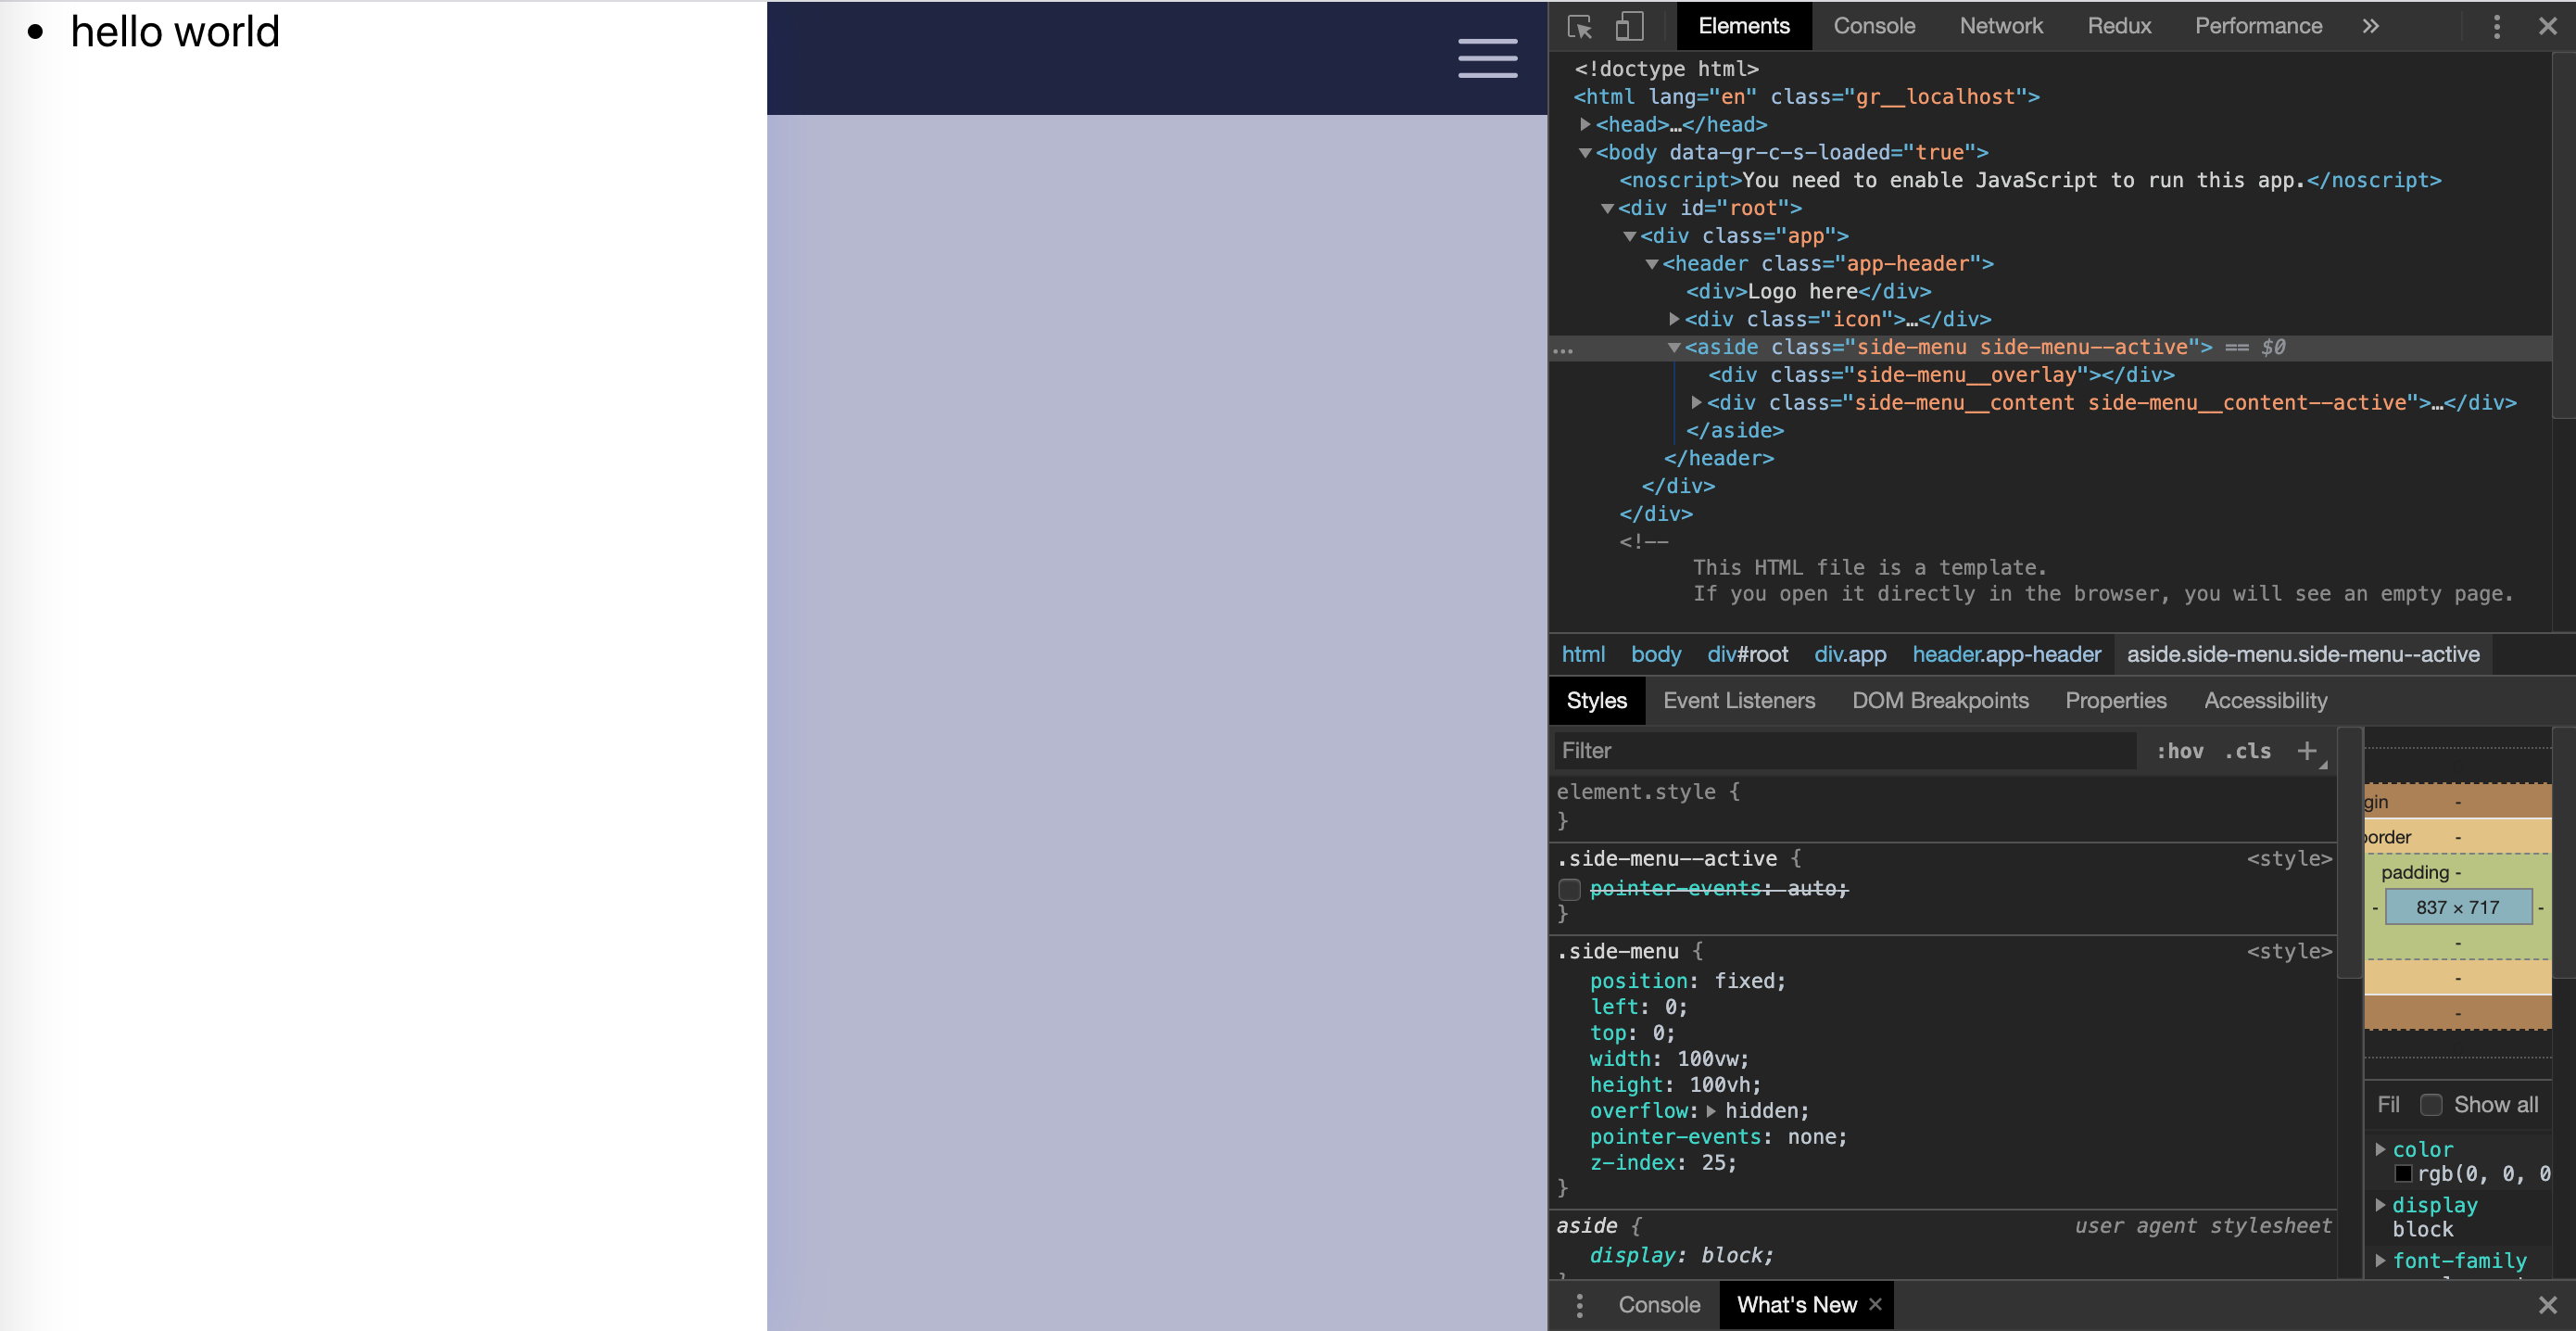 hello world
Elements Console Network Redux Performance »
<!doctype html>
<html lang="en" class="gr__localhost">
<head>…</head>
<body data-gr-c-s-loaded="true">
<noscript>You need to enable JavaScript to run this app.</noscript>
<div id="root">
<div class="app">
<header class="app-header">
<div>Logo here</div>
<div class="icon">…</div>
<aside class="side-menu side-menu--active"> == $0
<div class="side-menu__overlay"></div>
<div class="side-menu__content side-menu__content--active">…</div>
</aside>
</header>
</div>
</div>
<!--
This HTML file is a template.
If you open it directly in the browser, you will see an empty page.
html body div#root div.app header.app-header aside.side-menu.side-menu--active
Styles Event Listeners DOM Breakpoints Properties Accessibility
Filter :hov .cls +
element.style {
}
.side-menu--active { <style>
pointer-events: auto;
}
.side-menu { <style>
position: fixed;
left: 0;
top: 0;
width: 100vw;
height: 100vh;
overflow: hidden;
pointer-events: none;
z-index: 25;
}
aside { user agent stylesheet
display: block;
}
gin -
order -
padding -
- 837 × 717 -
-
-
-
Fil Show all
color
rgb(0, 0, 0
display
block
font-family
Console What's New ×